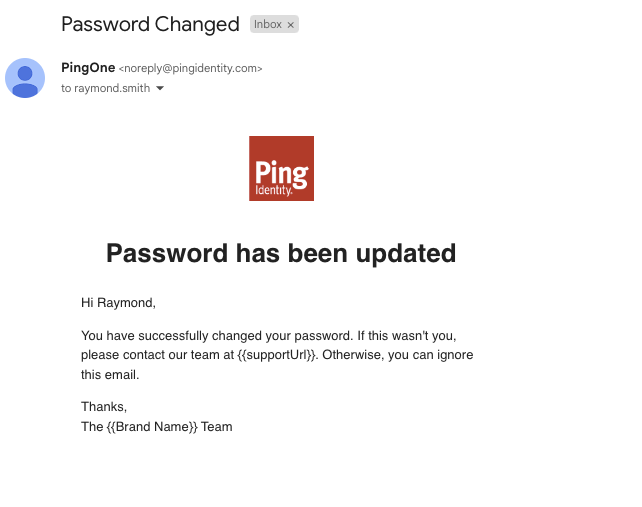 Password Changed Inbox ×
PingOne <noreply@pingidentity.com>
to raymond.smith
Ping
Identity.
Password has been updated
Hi Raymond,
You have successfully changed your password. If this wasn't you,
please contact our team at {{supportUrl}}. Otherwise, you can ignore
this email.
Thanks,
The {{Brand Name}} Team